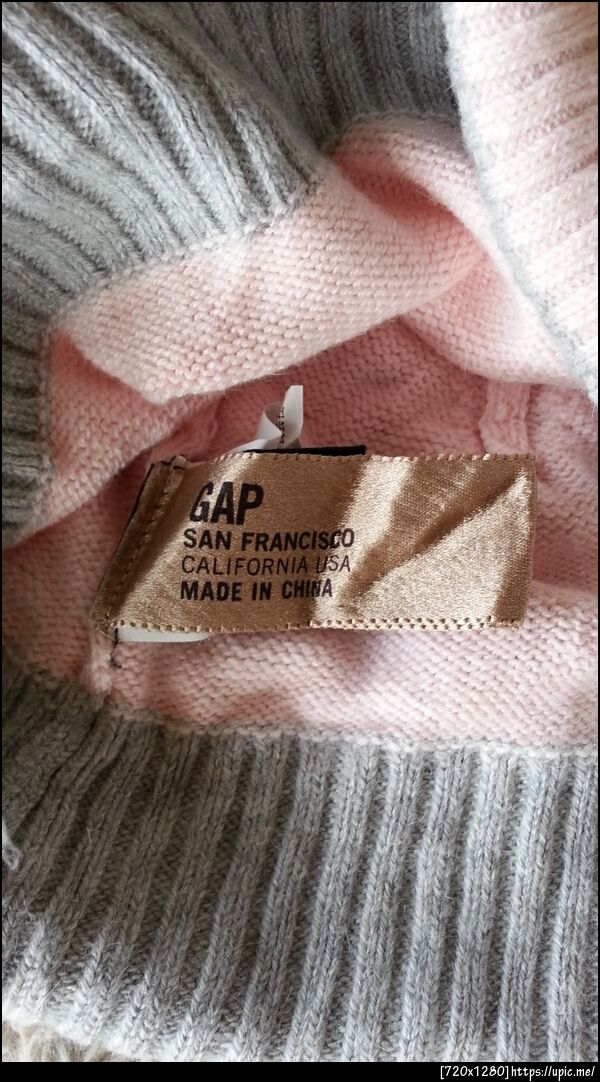 GAP
SAN FRANCISCO
CALIFORNIA USA
MADE IN CHINA
[720x1280]https://upic.me/